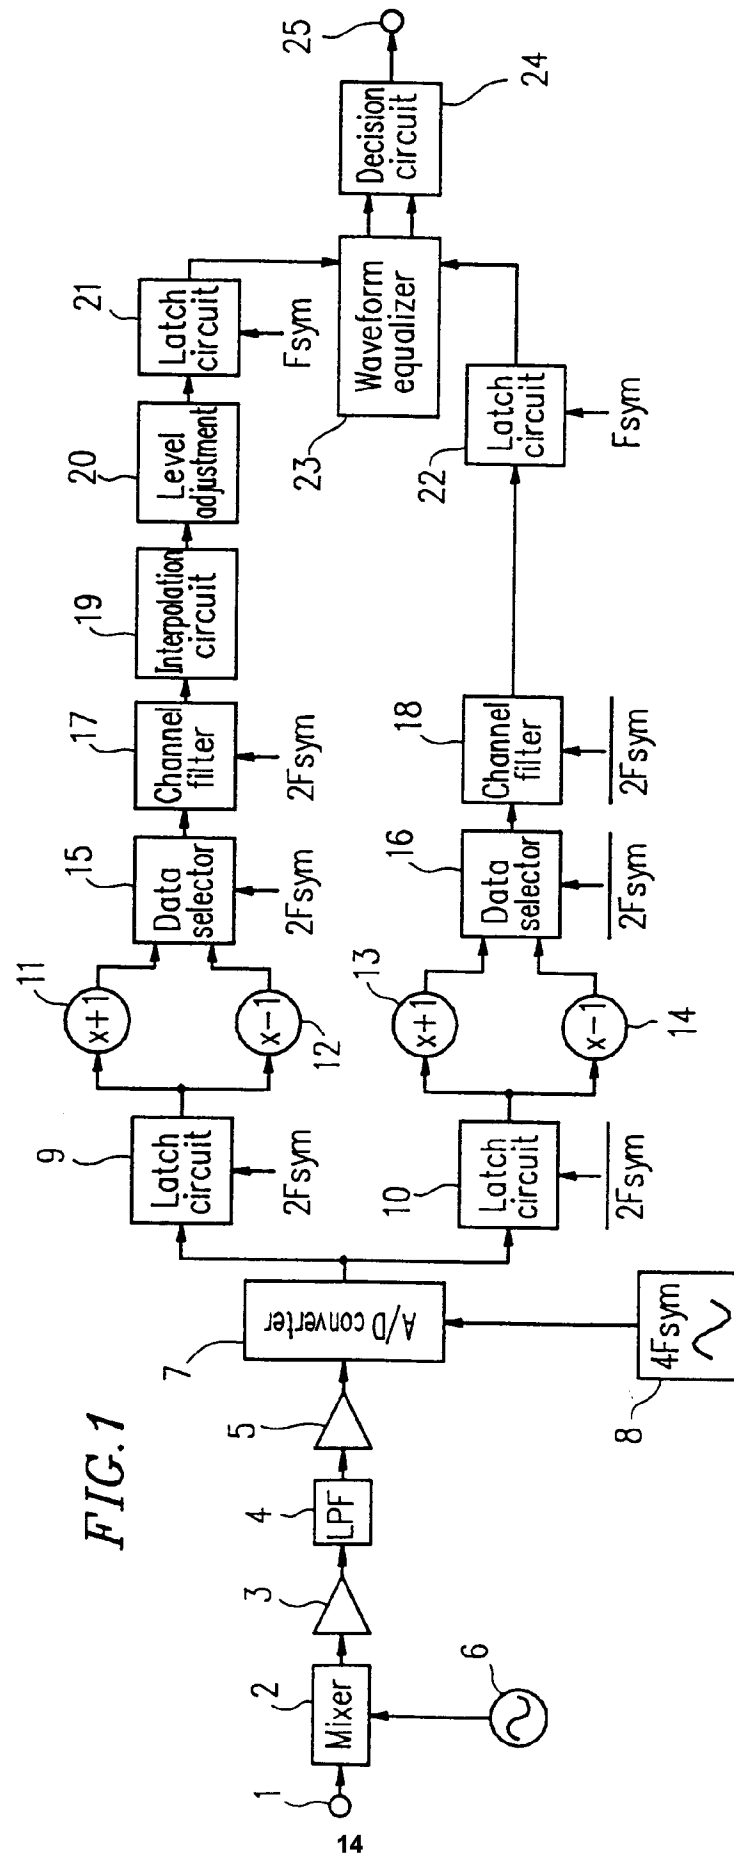 FIG.1
1
2
Mixer
3
4
LPF
5
6
7
A/D converter
8
4Fsym
9
Latch
circuit
2Fsym
10
Latch
circuit
2Fsym
11
x+1
12
x-1
13
x+1
14
x-1
15
Data
selector
2Fsym
16
Data
selector
2Fsym
17
Channel
filter
2Fsym
18
Channel
filter
2Fsym
19
Interpolation
circuit
20
Level
adjustment
21
Latch
circuit
Fsym
22
Latch
circuit
Fsym
23
Waveform
equalizer
24
Decision
circuit
25
14